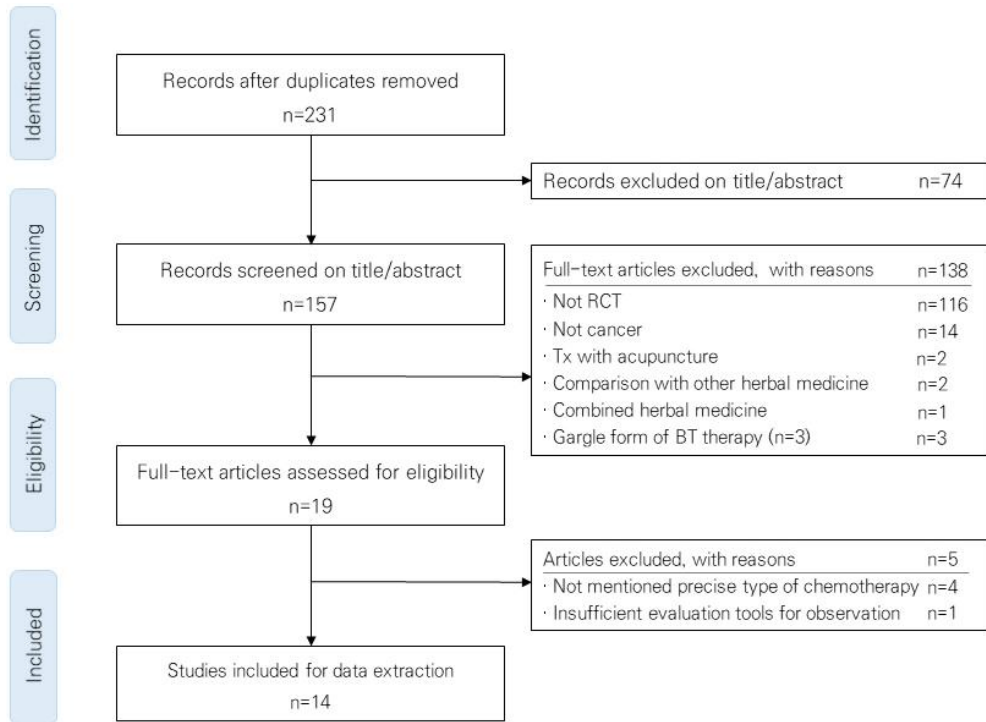 Identification
Records after duplicates removed
n=231
Records excluded on title/abstract n=74
Screening
Records screened on title/abstract
n=157
Full-text articles excluded, with reasons n=138
· Not RCT n=116
· Not cancer n=14
· Tx with acupuncture n=2
· Comparison with other herbal medicine n=2
· Combined herbal medicine n=1
· Gargle form of BT therapy (n=3) n=3
Eligibility
Full-text articles assessed for eligibility
n=19
Articles excluded, with reasons n=5
· Not mentioned precise type of chemotherapy n=4
· Insufficient evaluation tools for observation n=1
Included
Studies included for data extraction
n=14